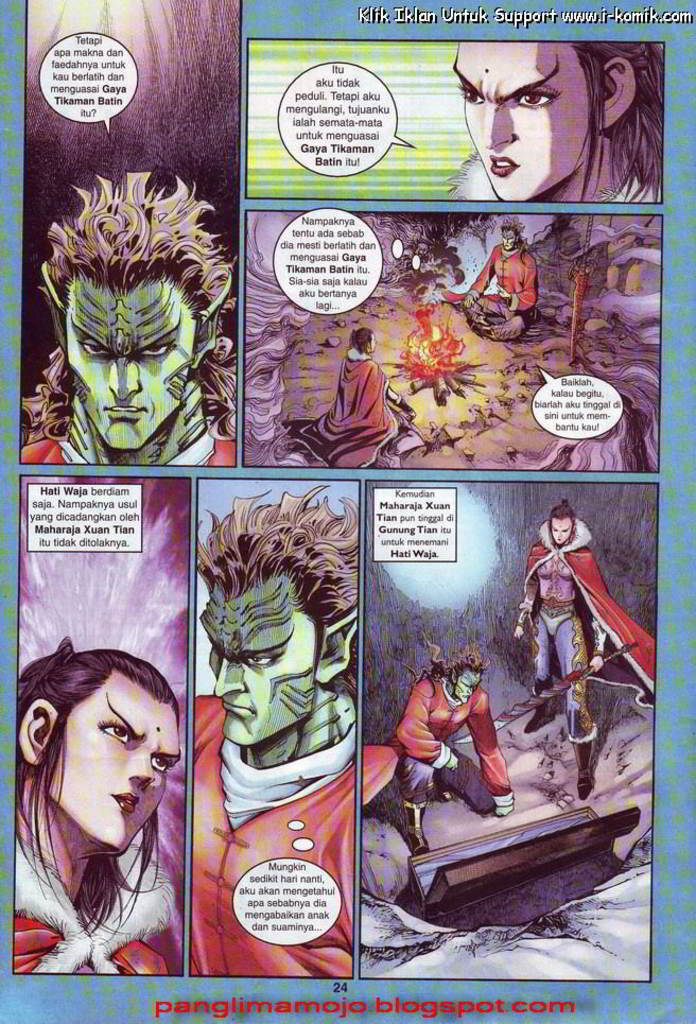 Klik Iklan Untuk Support www.i-komik.com
Tetapi
apa makna dan
faedahnya untuk
kau berlatih dan
menguasai Gaya
Tikaman Batin
itu?
Itu
aku tidak
peduli. Tetapi aku
mengulangi, tujuanku
ialah semata-mata
untuk menguasai
Gaya Tikaman
Batin itu!
Nampaknya
tentu ada sebab
dia mesti berlatih dan
menguasai Gaya
Tikaman Batin itu.
Sia-sia saja kalau
aku bertanya
lagi...
Baiklah,
kalau begitu,
biarlah aku tinggal di
sini untuk mem-
bantu kau!
Hati Waja berdiam
saja. Nampaknya usul
yang dicadangkan oleh
Maharaja Xuan Tian
itu tidak ditolaknya.
Mungkin
sedikit hari nanti,
aku akan mengetahui
apa sebabnya dia
mengabaikan anak
dan suaminya...
Kemudian
Maharaja Xuan
Tian pun tinggal di
Gunung Tian itu
untuk menemani
Hati Waja.
24
panglimamojo.blogspot.com